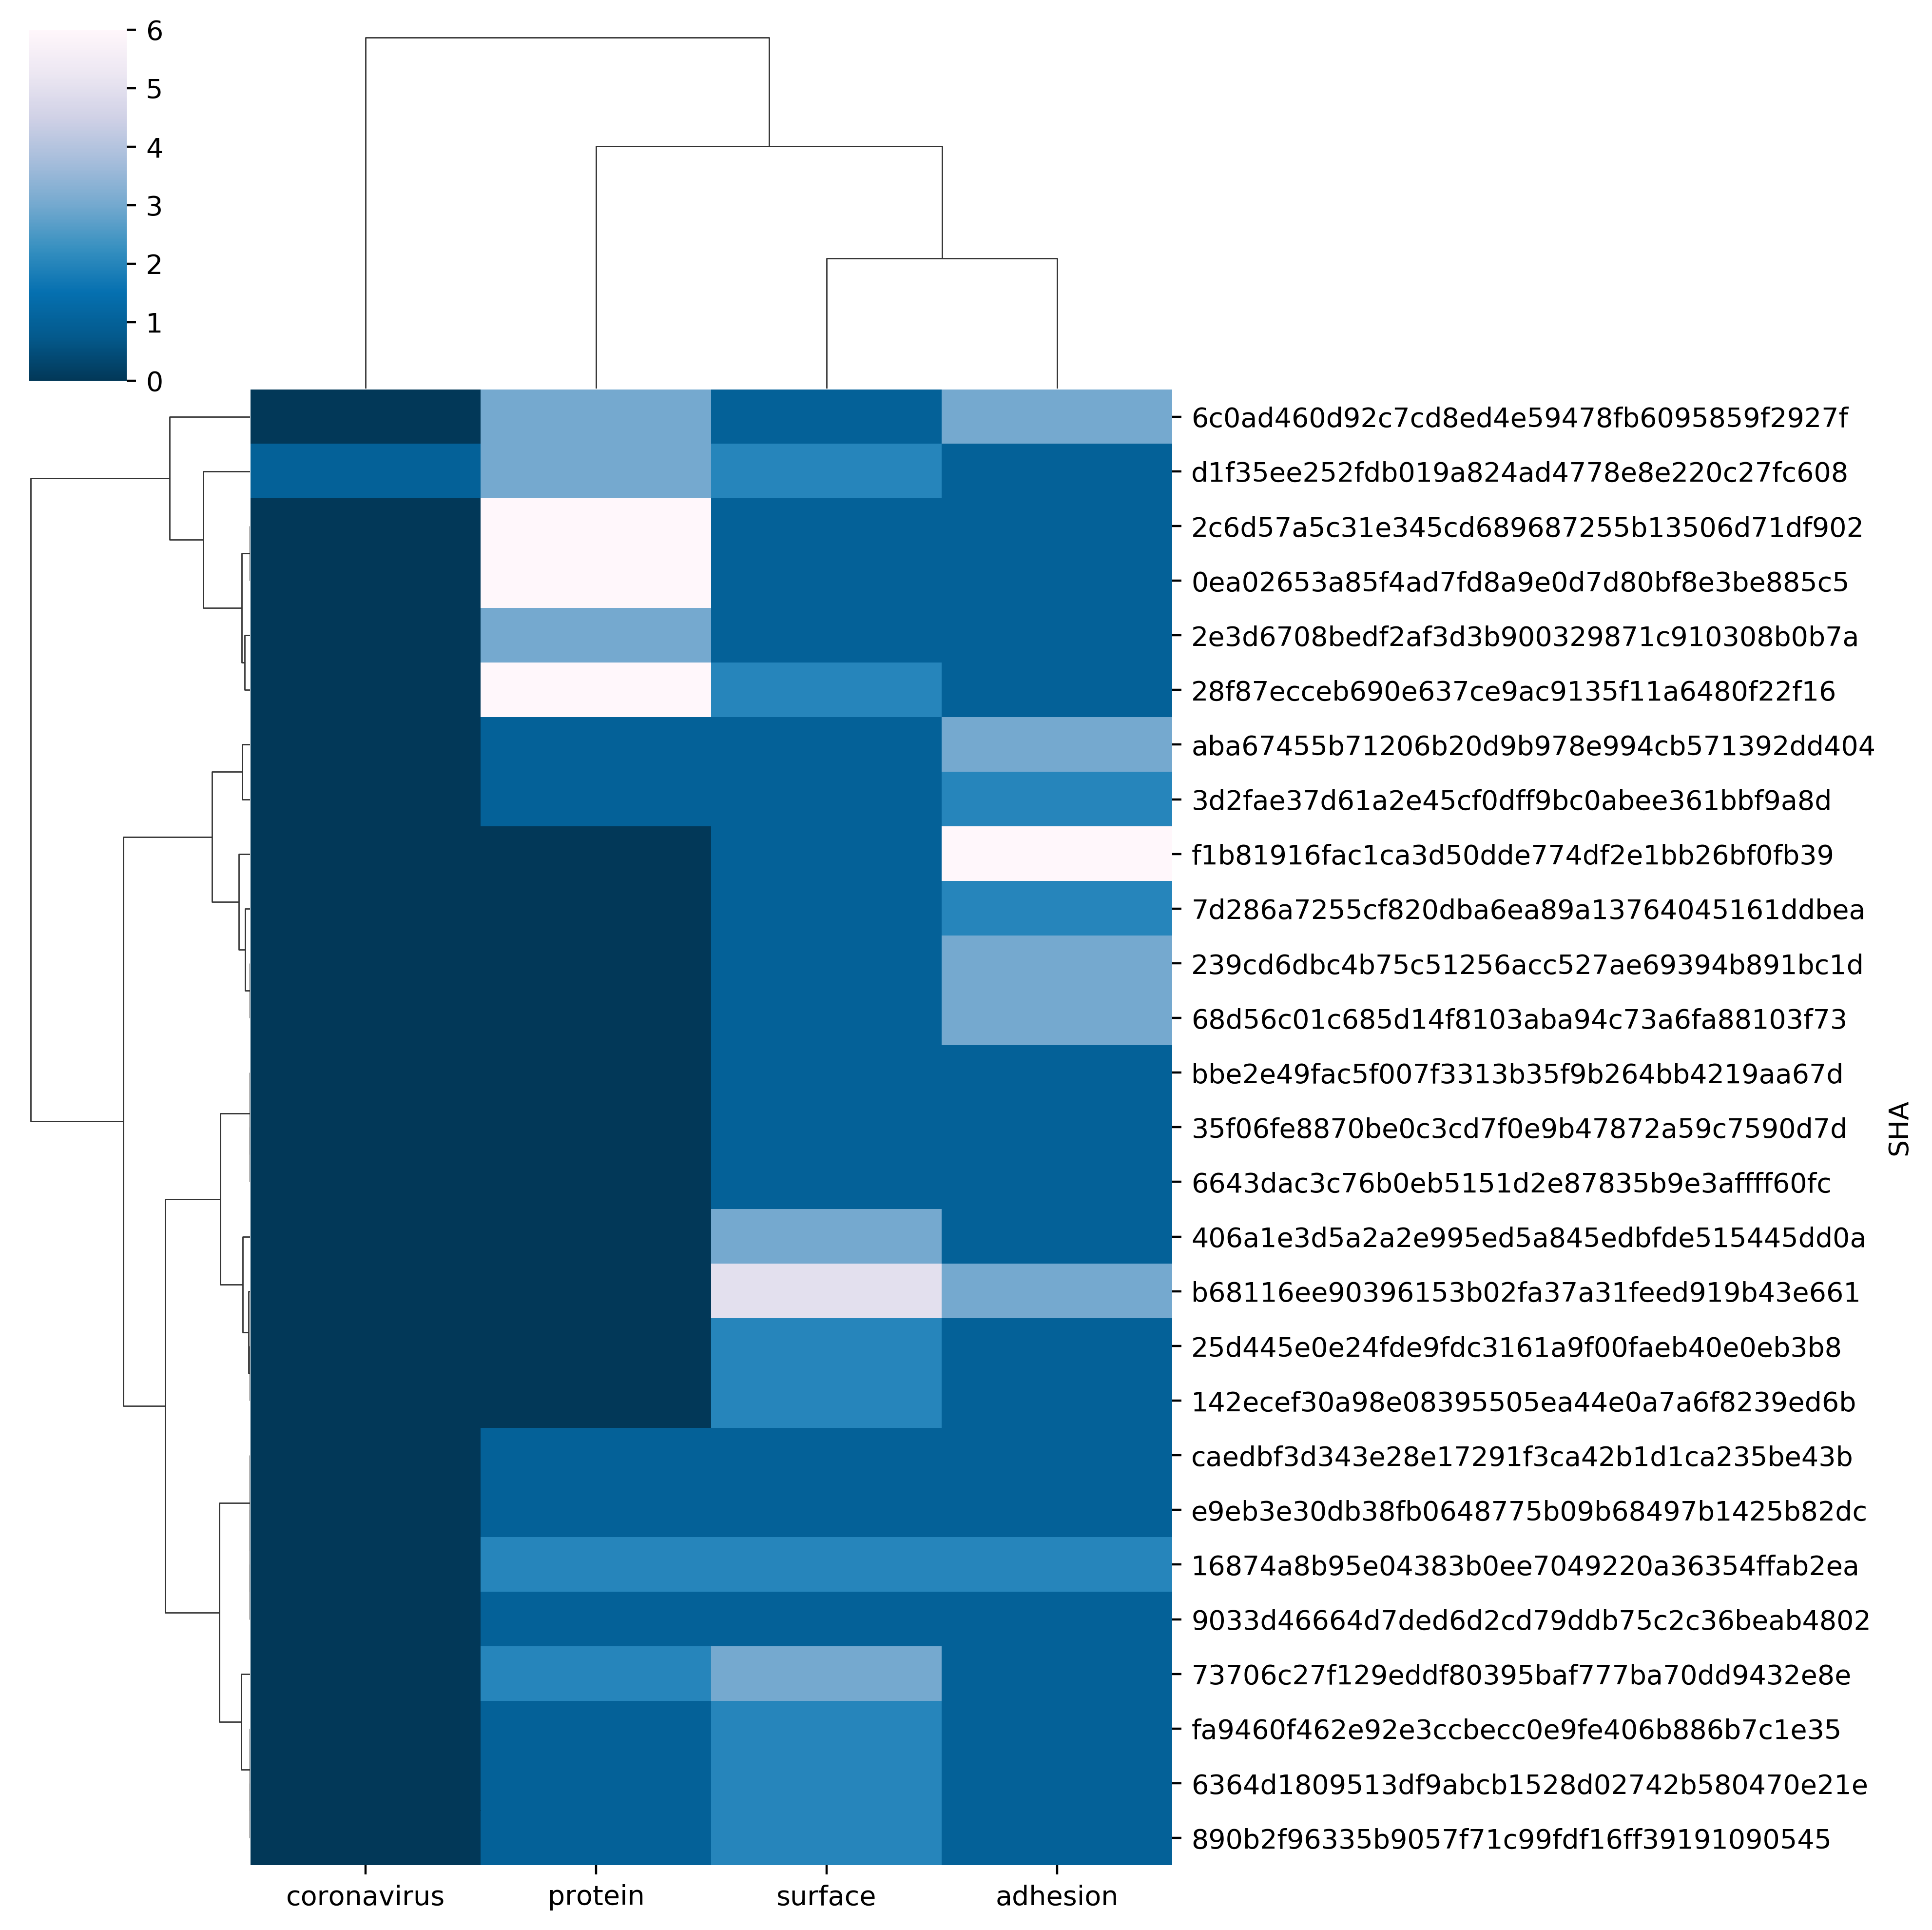 6
5
4
3
2
1
0
6c0ad460d92c7cd8ed4e59478fb6095859f2927f
d1f35ee252fdb019a824ad4778e8e220c27fc608
2c6d57a5c31e345cd689687255b13506d71df902
0ea02653a85f4ad7fd8a9e0d7d80bf8e3be885c5
2e3d6708bedf2af3d3b900329871c910308b0b7a
28f87ecceb690e637ce9ac9135f11a6480f22f16
aba67455b71206b20d9b978e994cb571392dd404
3d2fae37d61a2e45cf0dff9bc0abee361bbf9a8d
f1b81916fac1ca3d50dde774df2e1bb26bf0fb39
7d286a7255cf820dba6ea89a13764045161ddbea
239cd6dbc4b75c51256acc527ae69394b891bc1d
68d56c01c685d14f8103aba94c73a6fa88103f73
bbe2e49fac5f007f3313b35f9b264bb4219aa67d
35f06fe8870be0c3cd7f0e9b47872a59c7590d7d
6643dac3c76b0eb5151d2e87835b9e3affff60fc
406a1e3d5a2a2e995ed5a845edbfde515445dd0a
b68116ee90396153b02fa37a31feed919b43e661
25d445e0e24fde9fdc3161a9f00faeb40e0eb3b8
142ecef30a98e08395505ea44e0a7a6f8239ed6b
caedbf3d343e28e17291f3ca42b1d1ca235be43b
e9eb3e30db38fb0648775b09b68497b1425b82dc
16874a8b95e04383b0ee7049220a36354ffab2ea
9033d46664d7ded6d2cd79ddb75c2c36beab4802
73706c27f129eddf80395baf777ba70dd9432e8e
fa9460f462e92e3ccbecc0e9fe406b886b7c1e35
6364d1809513df9abcb1528d02742b580470e21e
890b2f96335b9057f71c99fdf16ff39191090545
SHA
coronavirus protein surface adhesion